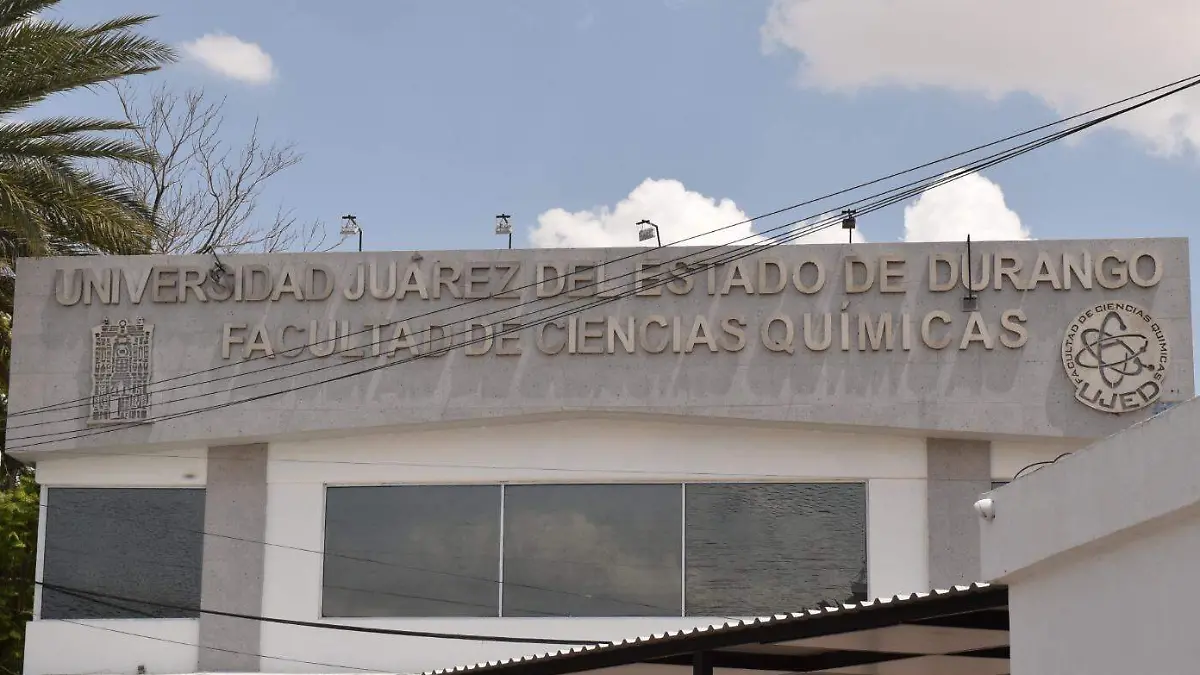 UNIVERSIDAD JUÁREZ DEL ESTADO DE DURANGO
FACULTAD DE CIENCIAS QUÍMICAS
FACULTAD DE CIENCIAS QUÍMICAS
UJED